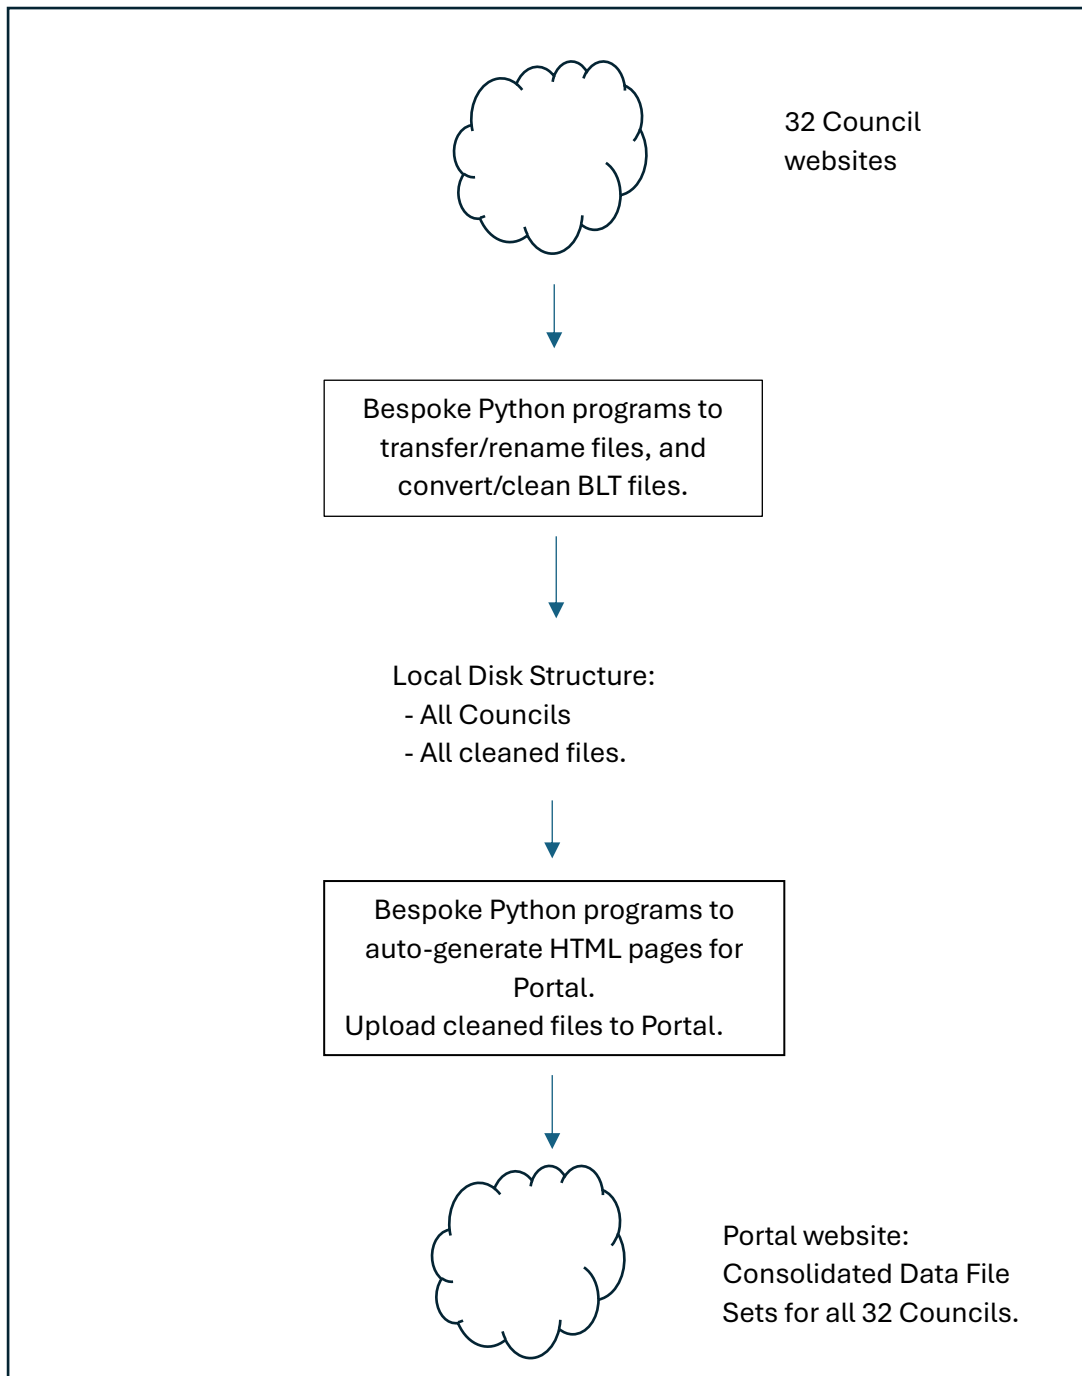 32 Council
websites
Bespoke Python programs to
transfer/rename files, and
convert/clean BLT files.
Local Disk Structure:
- All Councils
- All cleaned files.
Bespoke Python programs to
auto-generate HTML pages for
Portal.
Upload cleaned files to Portal.
Portal website:
Consolidated Data File
Sets for all 32 Councils.